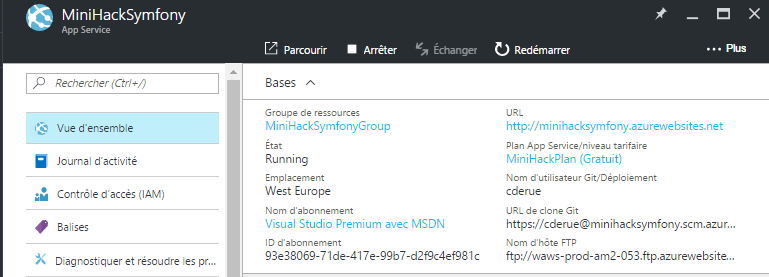 MiniHackSymfony
App Service
Parcourir
Arrêter
Échanger
Redémarrer
Plus
Rechercher (Ctrl+/)
Vue d'ensemble
Journal d'activité
Contrôle d'accès (IAM)
Balises
Diagnostiquer et résoudre les pr...
Bases
Groupe de ressources
MiniHackSymfonyGroup
État
Running
Emplacement
West Europe
Nom d'abonnement
Visual Studio Premium avec MSDN
ID d'abonnement
93e38069-71de-417e-99b7-d2f9c4ef981c
URL
http://minihacksymfony.azurewebsites.net
Plan App Service/niveau tarifaire
MiniHackPlan (Gratuit)
Nom d'utilisateur Git/Déploiement
cderue
URL de clone Git
https://cderue@minihacksymfony.scm.azur...
Nom d'hôte FTP
ftp://waws-prod-am2-053.ftp.azurewebsite...